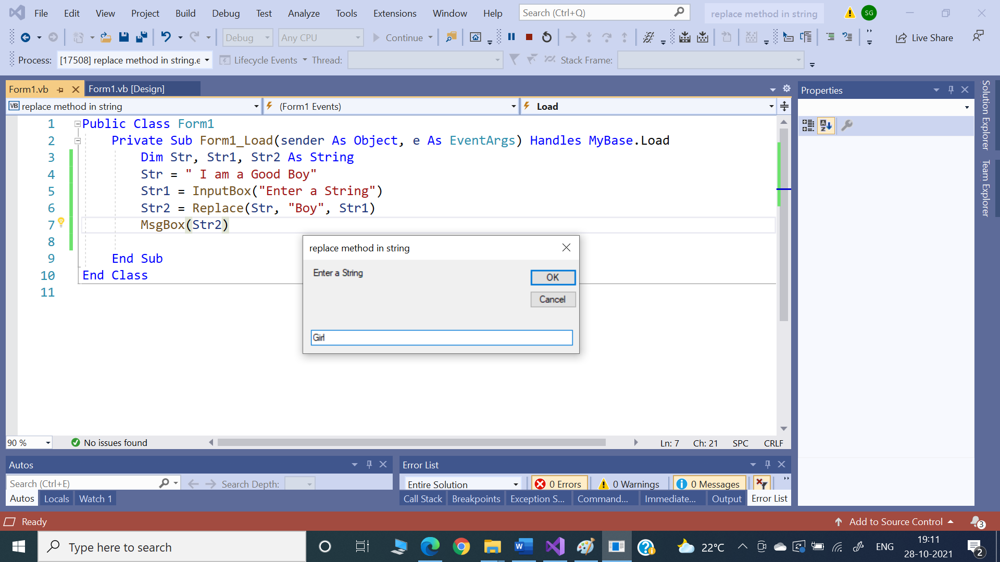 File Edit View Project Build Debug Test Analyze Tools Extensions Window Help Search (Ctrl+Q) replace method in string SG
Debug Any CPU Continue Live Share
Process: [17508] replace method in string.e Lifecycle Events Thread: Stack Frame:
Form1.vb Form1.vb [Design]
VB replace method in string (Form1 Events) Load
1 Public Class Form1
2 Private Sub Form1_Load(sender As Object, e As EventArgs) Handles MyBase.Load
3 Dim Str, Str1, Str2 As String
4 Str = " I am a Good Boy"
5 Str1 = InputBox("Enter a String")
6 Str2 = Replace(Str, "Boy", Str1)
7 MsgBox(Str2)
8
9 End Sub
10 End Class
11
replace method in string
Enter a String
OK
Cancel
Girl
90 % No issues found Ln: 7 Ch: 21 SPC CRLF
Properties
Solution Explorer
Team Explorer
Autos
Search (Ctrl+E) Search Depth:
Autos Locals Watch 1
Error List
Entire Solution 0 Errors 0 Warnings 0 Messages
Call Stack Breakpoints Exception S... Command... Immediate... Output Error List
Ready Add to Source Control 3
Type here to search 22°C ENG 19:11
28-10-2021 2